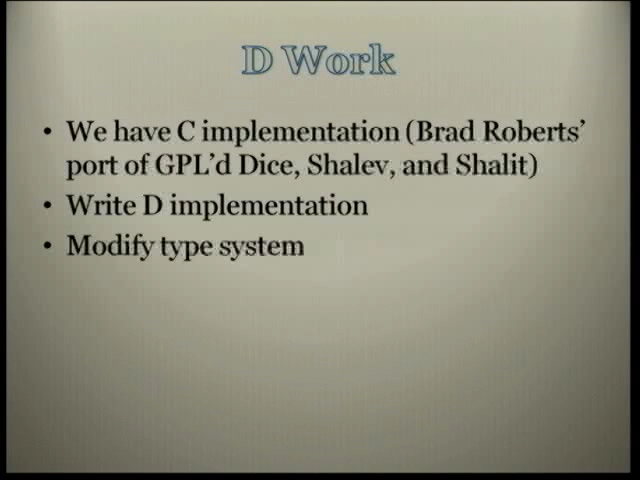 D Work
• We have C implementation (Brad Roberts’
port of GPL’d Dice, Shalev, and Shalit)
• Write D implementation
• Modify type system